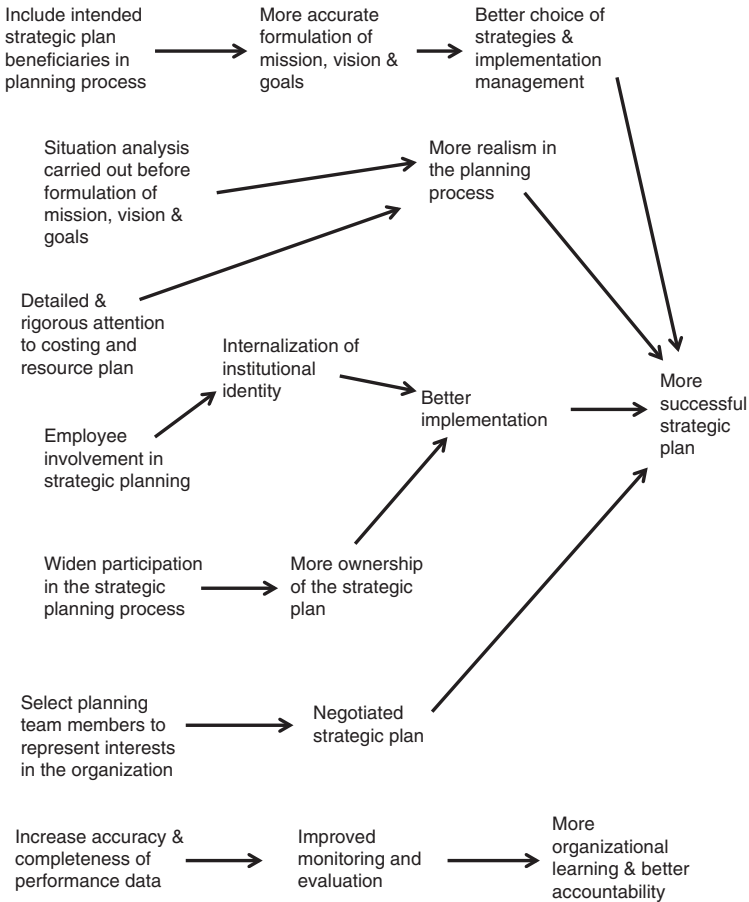 Include intended
strategic plan
beneficiaries in
planning process
More accurate
formulation of
mission, vision &
goals
Better choice of
strategies &
implementation
management
Situation analysis
carried out before
formulation of
mission, vision &
goals
More realism in
the planning
process
Detailed &
rigorous attention
to costing and
resource plan
Internalization of
institutional
identity
Employee
involvement in
strategic planning
Better
implementation
More
successful
strategic
plan
Widen participation
in the strategic
planning process
More ownership
of the strategic
plan
Select planning
team members to
represent interests
in the organization
Negotiated
strategic plan
Increase accuracy &
completeness of
performance data
Improved
monitoring and
evaluation
More
organizational
learning & better
accountability